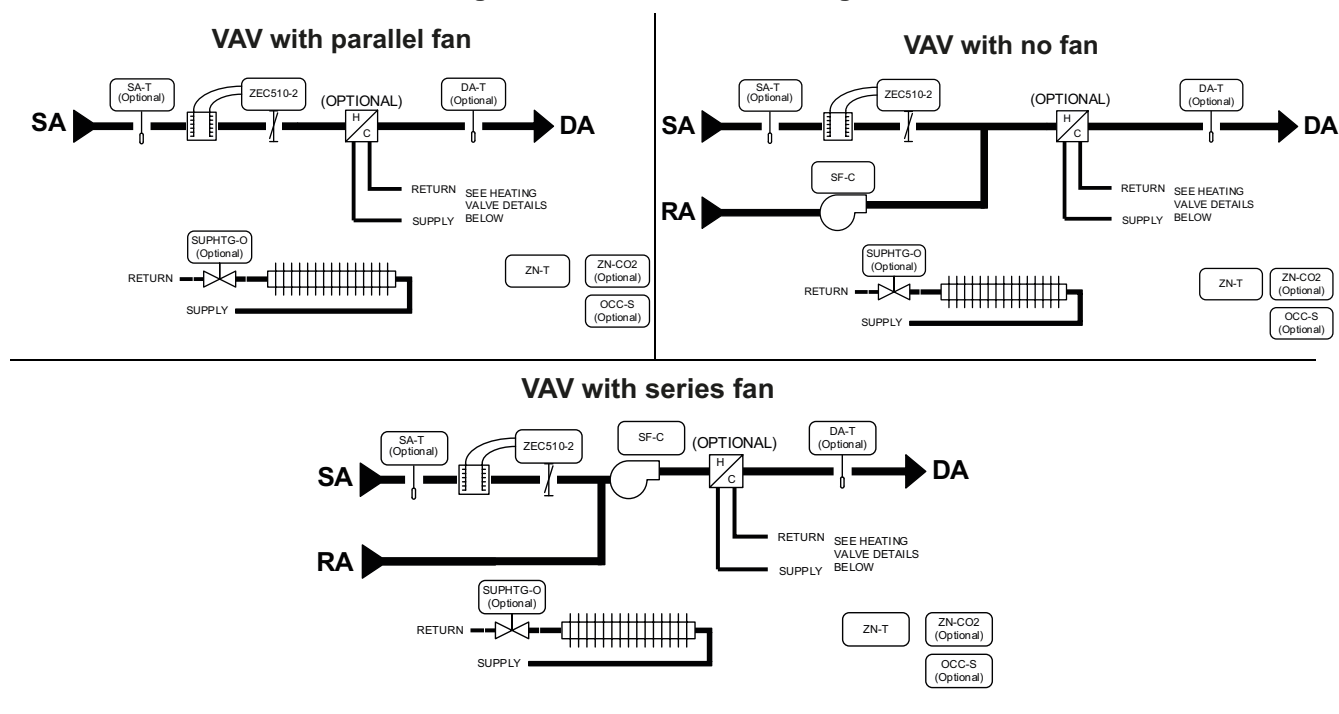 VAV with parallel fan
SA-T
(Optional)
ZEC510-2
(OPTIONAL)
DA-T
(Optional)
SA
H
C
DA
RETURN
SUPPLY
SEE HEATING
VALVE DETAILS
BELOW
SUPHTG-O
(Optional)
RETURN
SUPPLY
ZN-T
ZN-CO2
(Optional)
OCC-S
(Optional)
VAV with no fan
SA-T
(Optional)
ZEC510-2
(OPTIONAL)
DA-T
(Optional)
SA
H
C
DA
SF-C
RA
RETURN
SUPPLY
SEE HEATING
VALVE DETAILS
BELOW
SUPHTG-O
(Optional)
RETURN
SUPPLY
ZN-T
ZN-CO2
(Optional)
OCC-S
(Optional)
VAV with series fan
SA-T
(Optional)
ZEC510-2
SF-C
(OPTIONAL)
DA-T
(Optional)
SA
H
C
DA
RA
RETURN
SUPPLY
SEE HEATING
VALVE DETAILS
BELOW
SUPHTG-O
(Optional)
RETURN
SUPPLY
ZN-T
ZN-CO2
(Optional)
OCC-S
(Optional)